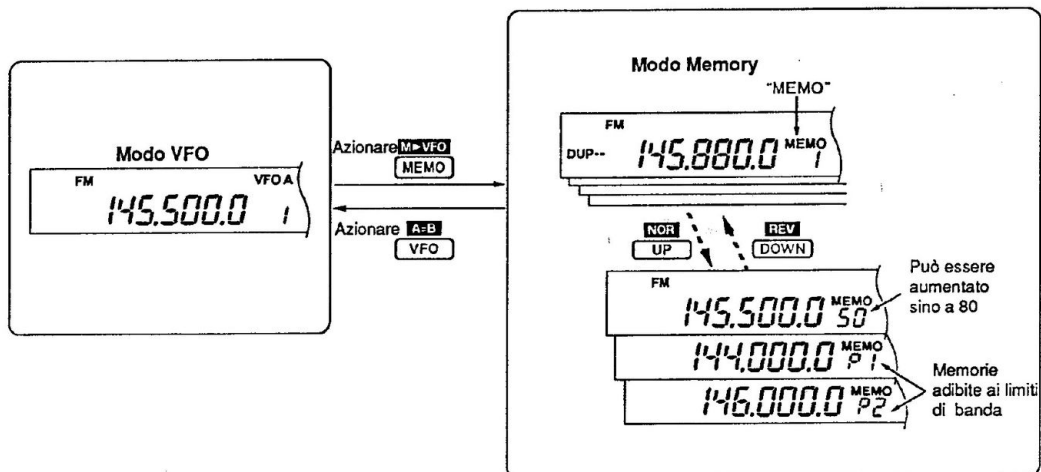 Modo VFO
FM VFO A
145.500.0 1
Azionare M▶VFO
MEMO
Azionare A=B
VFO
Modo Memory
"MEMO"
FM
DUP-- 145.880.0 MEMO 1
NOR
UP
REV
DOWN
FM
145.500.0 MEMO 50
144.000.0 MEMO P1
146.000.0 MEMO P2
Può essere
aumentato
sino a 80
Memorie
adibite ai limiti
di banda